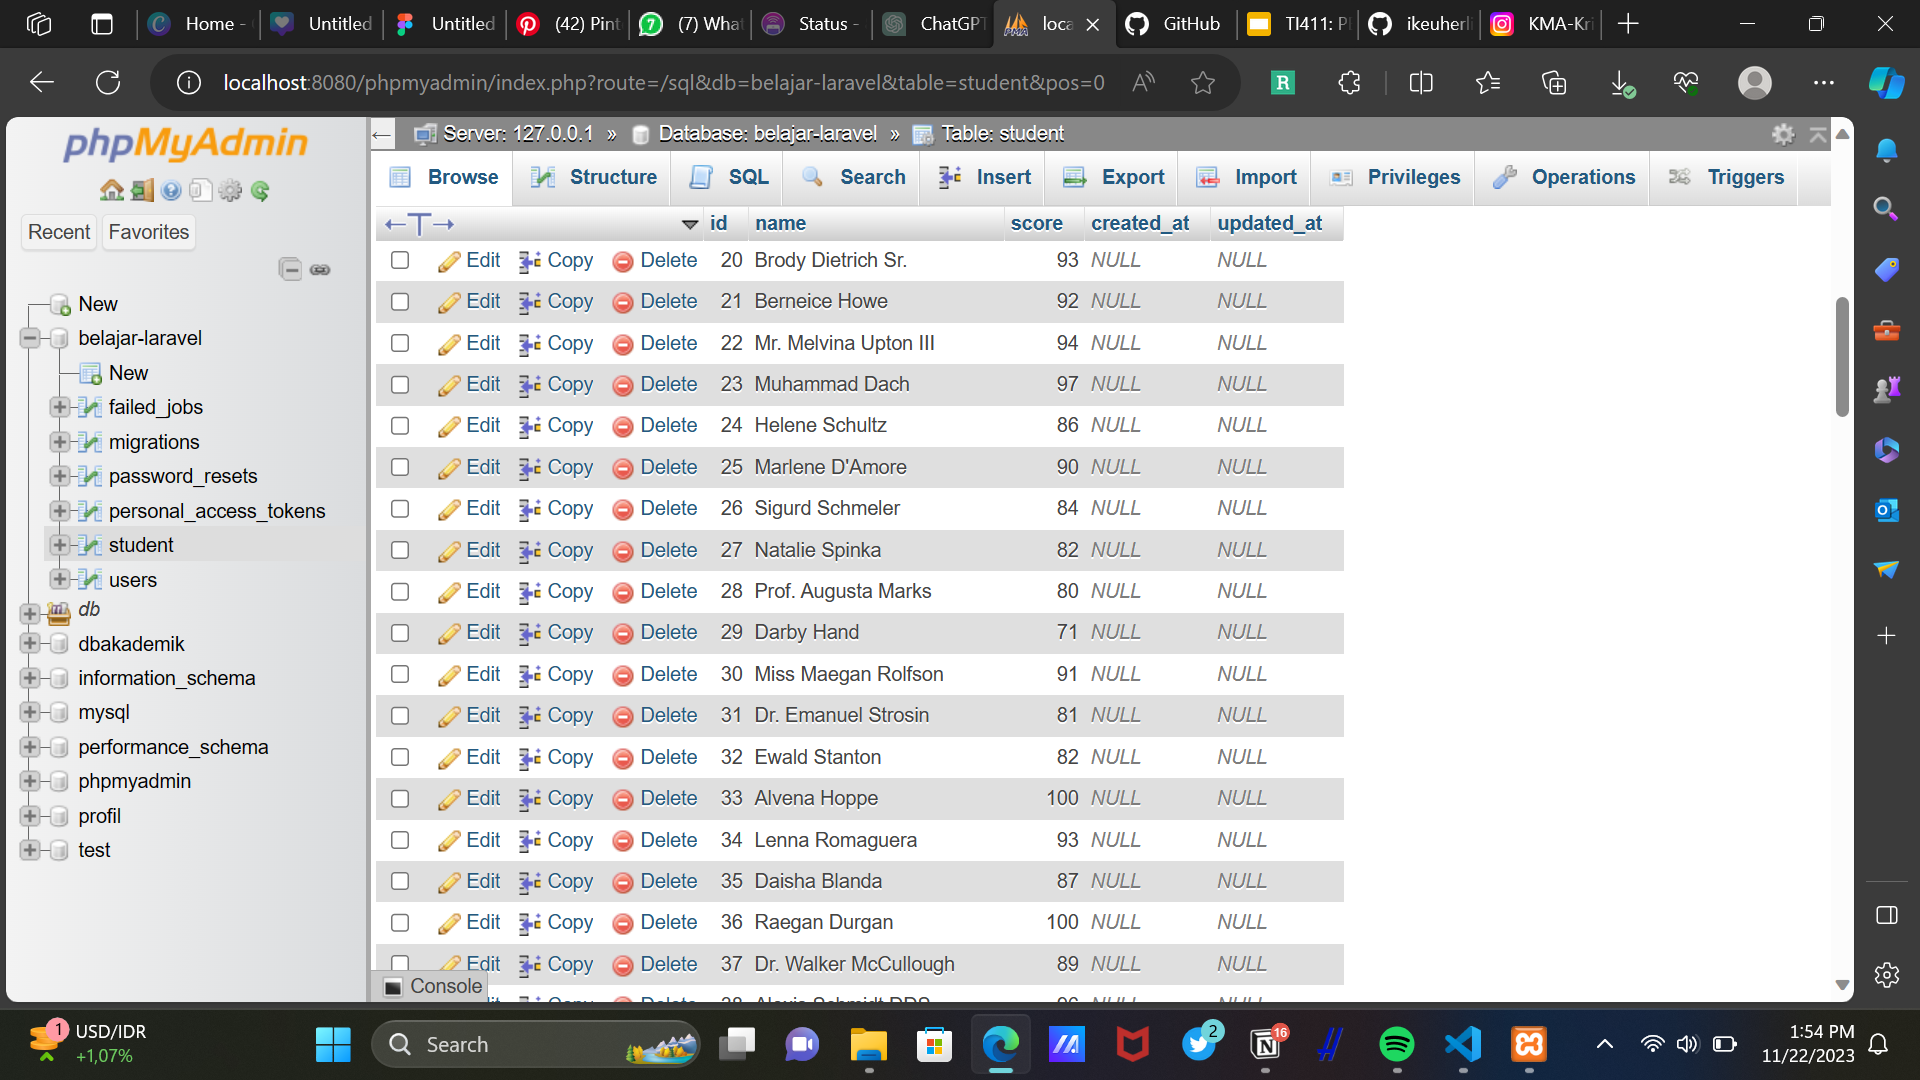 Home -
Untitled
Untitled
(42) Pint
(7) What
Status -
ChatGPT
loca
GitHub
TI411: P
ikeuherli
KMA-Kri
localhost:8080/phpmyadmin/index.php?route=/sql&db=belajar-laravel&table=student&pos=0
phpMyAdmin
Recent Favorites
New
belajar-laravel
New
failed_jobs
migrations
password_resets
personal_access_tokens
student
users
db
dbakademik
information_schema
mysql
performance_schema
phpmyadmin
profil
test
Server: 127.0.0.1 » Database: belajar-laravel » Table: student
Browse Structure SQL Search Insert Export Import Privileges Operations Triggers
id name score created_at updated_at
Edit Copy Delete 20 Brody Dietrich Sr. 93 NULL NULL
Edit Copy Delete 21 Berneice Howe 92 NULL NULL
Edit Copy Delete 22 Mr. Melvina Upton III 94 NULL NULL
Edit Copy Delete 23 Muhammad Dach 97 NULL NULL
Edit Copy Delete 24 Helene Schultz 86 NULL NULL
Edit Copy Delete 25 Marlene D'Amore 90 NULL NULL
Edit Copy Delete 26 Sigurd Schmeler 84 NULL NULL
Edit Copy Delete 27 Natalie Spinka 82 NULL NULL
Edit Copy Delete 28 Prof. Augusta Marks 80 NULL NULL
Edit Copy Delete 29 Darby Hand 71 NULL NULL
Edit Copy Delete 30 Miss Maegan Rolfson 91 NULL NULL
Edit Copy Delete 31 Dr. Emanuel Strosin 81 NULL NULL
Edit Copy Delete 32 Ewald Stanton 82 NULL NULL
Edit Copy Delete 33 Alvena Hoppe 100 NULL NULL
Edit Copy Delete 34 Lenna Romaguera 93 NULL NULL
Edit Copy Delete 35 Daisha Blanda 87 NULL NULL
Edit Copy Delete 36 Raegan Durgan 100 NULL NULL
Edit Copy Delete 37 Dr. Walker McCullough 89 NULL NULL
Console
1 USD/IDR
+1,07%
Search
2
16
1:54 PM
11/22/2023